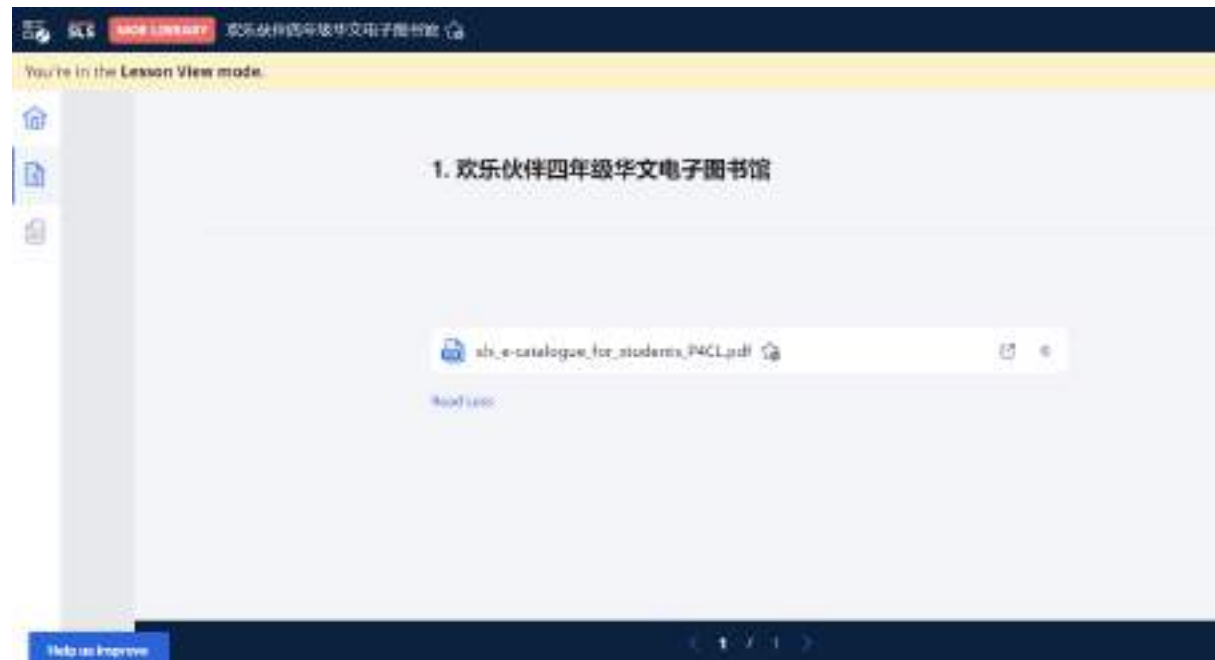 SLS MOE LIBRARY 欢乐伙伴四年级华文电子图书馆
You're in the Lesson View mode.
1. 欢乐伙伴四年级华文电子图书馆
sls_e-catalogue_for_students_P4CL.pdf
Read Less
Help us improve
1 / 1